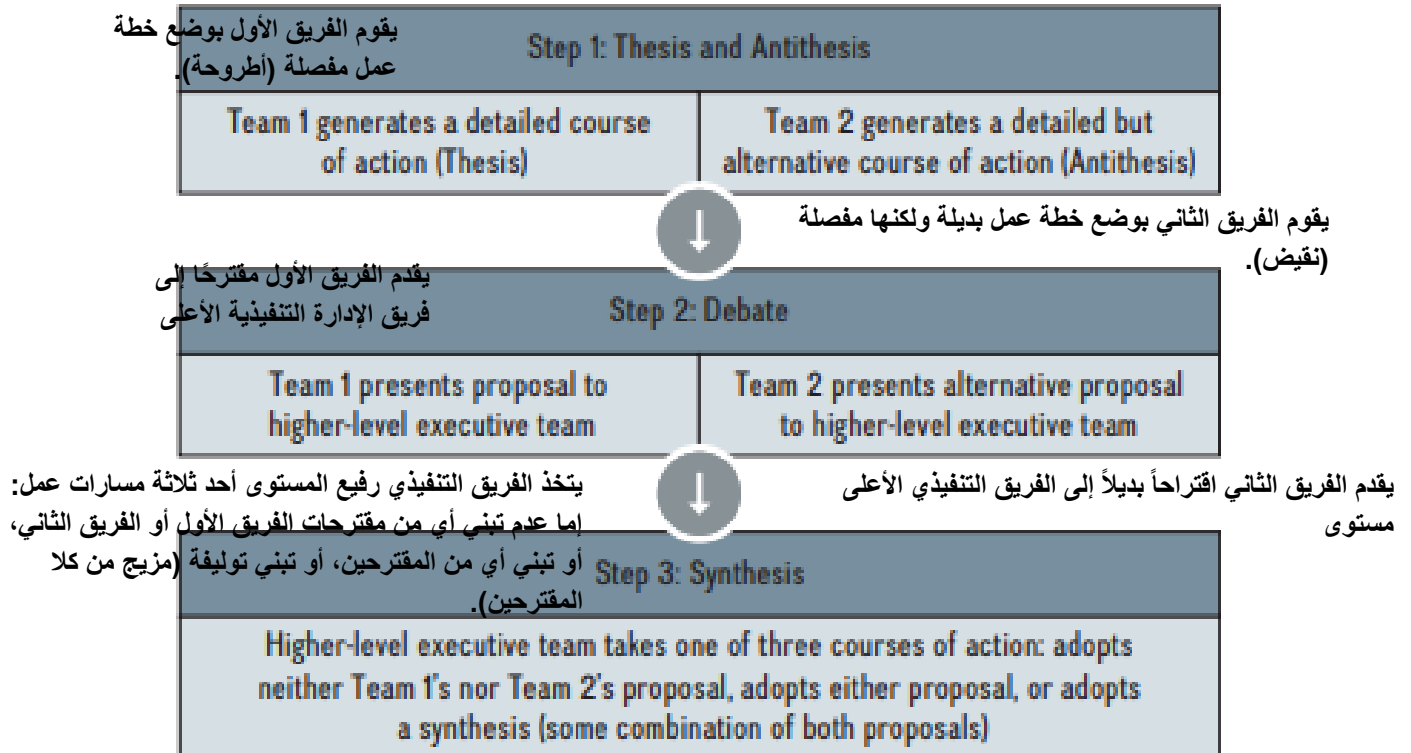 يقوم الفريق الأول بوضع خطة
عمل مفصلة (أطروحة).
Step 1: Thesis and Antithesis
Team 1 generates a detailed course
of action (Thesis)
Team 2 generates a detailed but
alternative course of action (Antithesis)
يقوم الفريق الثاني بوضع خطة عمل بديلة ولكنها مفصلة
(نقيض).
يقدم الفريق الأول مقترحًا إلى
فريق الإدارة التنفيذية الأعلى
Step 2: Debate
Team 1 presents proposal to
higher-level executive team
Team 2 presents alternative proposal
to higher-level executive team
يقدم الفريق الثاني اقتراحاً بديلاً إلى الفريق التنفيذي الأعلى
مستوى
يتخذ الفريق التنفيذي رفيع المستوى أحد ثلاثة مسارات عمل:
إما عدم تبني أي من مقترحات الفريق الأول أو الفريق الثاني،
أو تبني أي من المقترحين، أو تبني توليفة (مزيج من كلا
المقترحين).
Step 3: Synthesis
Higher-level executive team takes one of three courses of action: adopts
neither Team 1's nor Team 2's proposal, adopts either proposal, or adopts
a synthesis (some combination of both proposals)